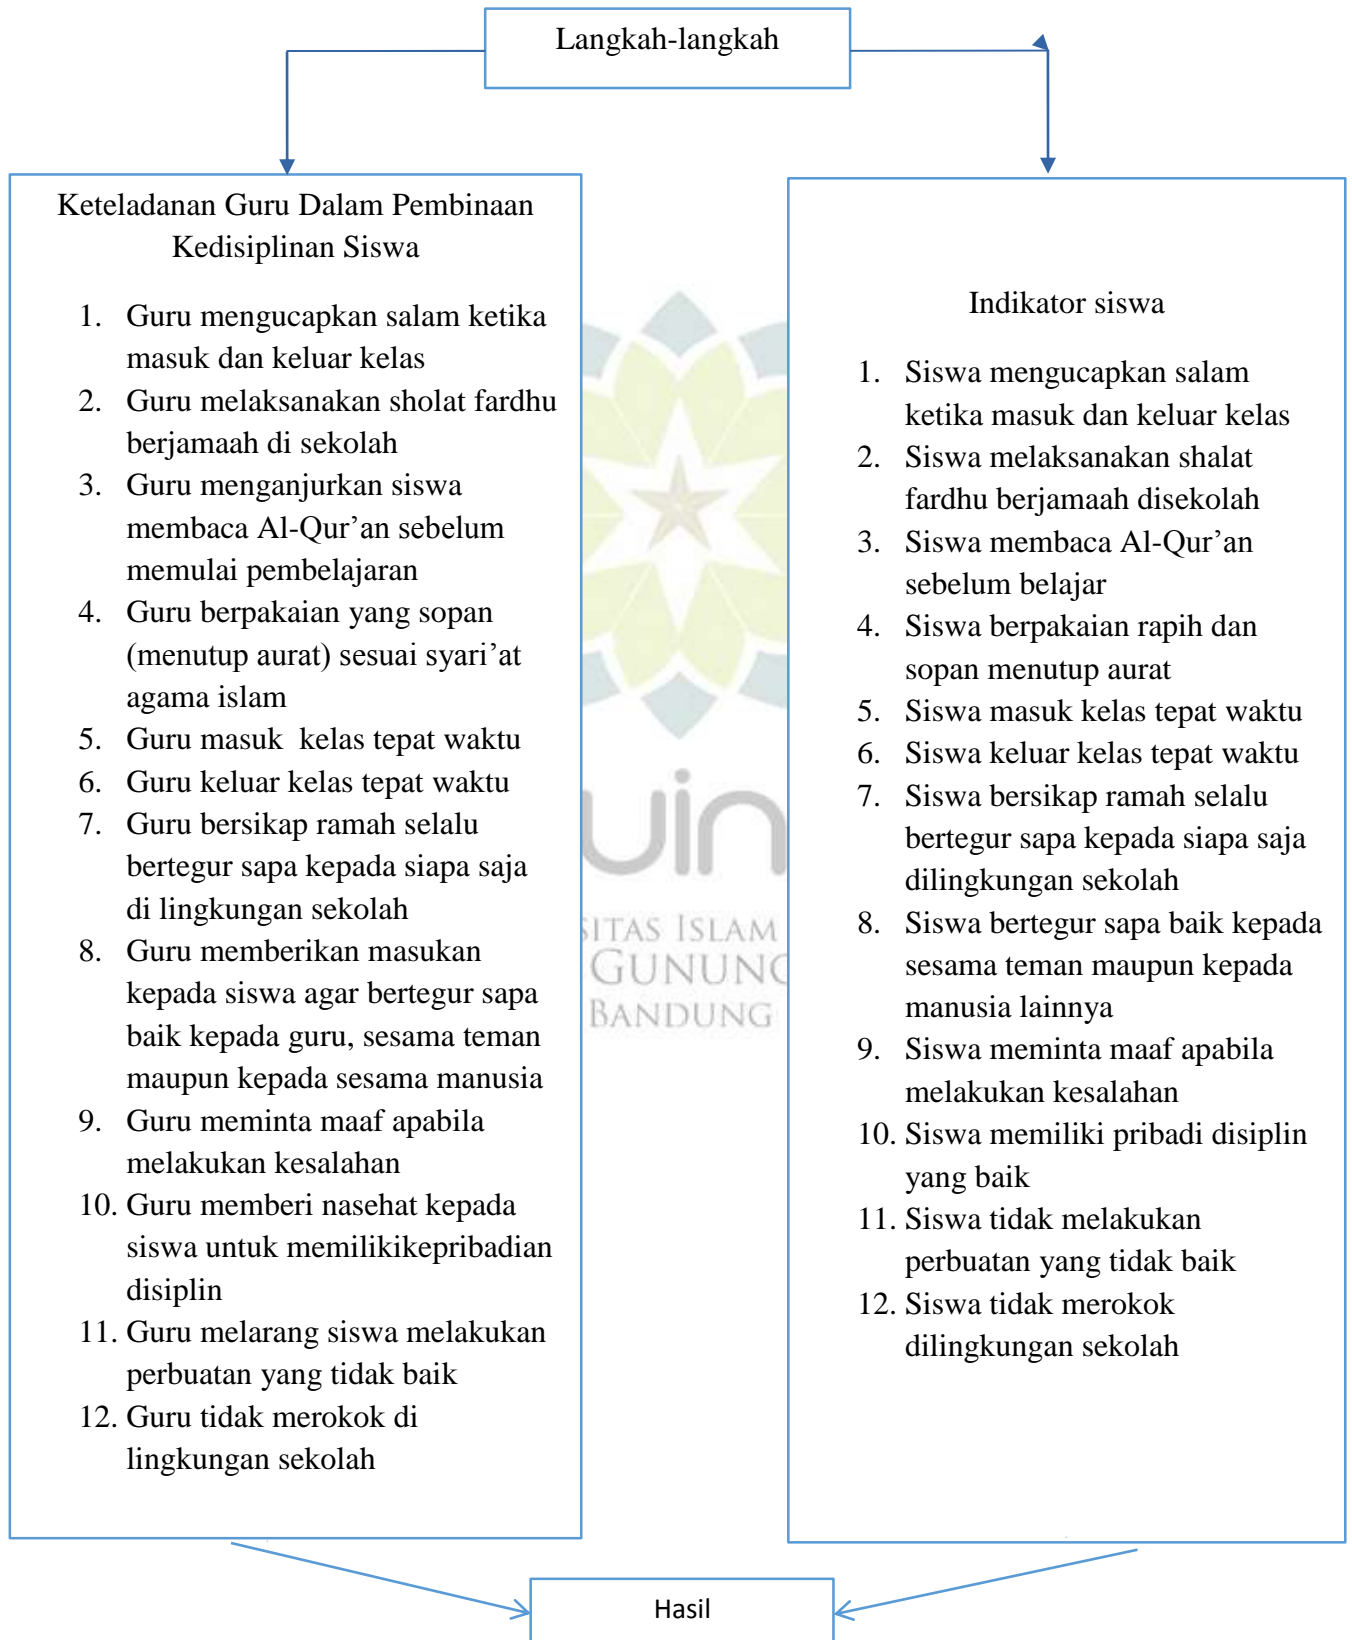 Langkah-langkah
Keteladanan Guru Dalam Pembinaan
Kedisiplinan Siswa
1. Guru mengucapkan salam ketika
masuk dan keluar kelas
2. Guru melaksanakan sholat fardhu
berjamaah di sekolah
3. Guru menganjurkan siswa
membaca Al-Qur’an sebelum
memulai pembelajaran
4. Guru berpakaian yang sopan
(menutup aurat) sesuai syari’at
agama islam
5. Guru masuk  kelas tepat waktu
6. Guru keluar kelas tepat waktu
7. Guru bersikap ramah selalu
bertegur sapa kepada siapa saja
di lingkungan sekolah
8. Guru memberikan masukan
kepada siswa agar bertegur sapa
baik kepada guru, sesama teman
maupun kepada sesama manusia
9. Guru meminta maaf apabila
melakukan kesalahan
10. Guru memberi nasehat kepada
siswa untuk memilikikepribadian
disiplin
11. Guru melarang siswa melakukan
perbuatan yang tidak baik
12. Guru tidak merokok di
lingkungan sekolah
Indikator siswa
1. Siswa mengucapkan salam
ketika masuk dan keluar kelas
2. Siswa melaksanakan shalat
fardhu berjamaah disekolah
3. Siswa membaca Al-Qur’an
sebelum belajar
4. Siswa berpakaian rapih dan
sopan menutup aurat
5. Siswa masuk kelas tepat waktu
6. Siswa keluar kelas tepat waktu
7. Siswa bersikap ramah selalu
bertegur sapa kepada siapa saja
dilingkungan sekolah
8. Siswa bertegur sapa baik kepada
sesama teman maupun kepada
manusia lainnya
9. Siswa meminta maaf apabila
melakukan kesalahan
10. Siswa memiliki pribadi disiplin
yang baik
11. Siswa tidak melakukan
perbuatan yang tidak baik
12. Siswa tidak merokok
dilingkungan sekolah
uin
SITAS ISLAM
GUNUNG
BANDUNG
Hasil